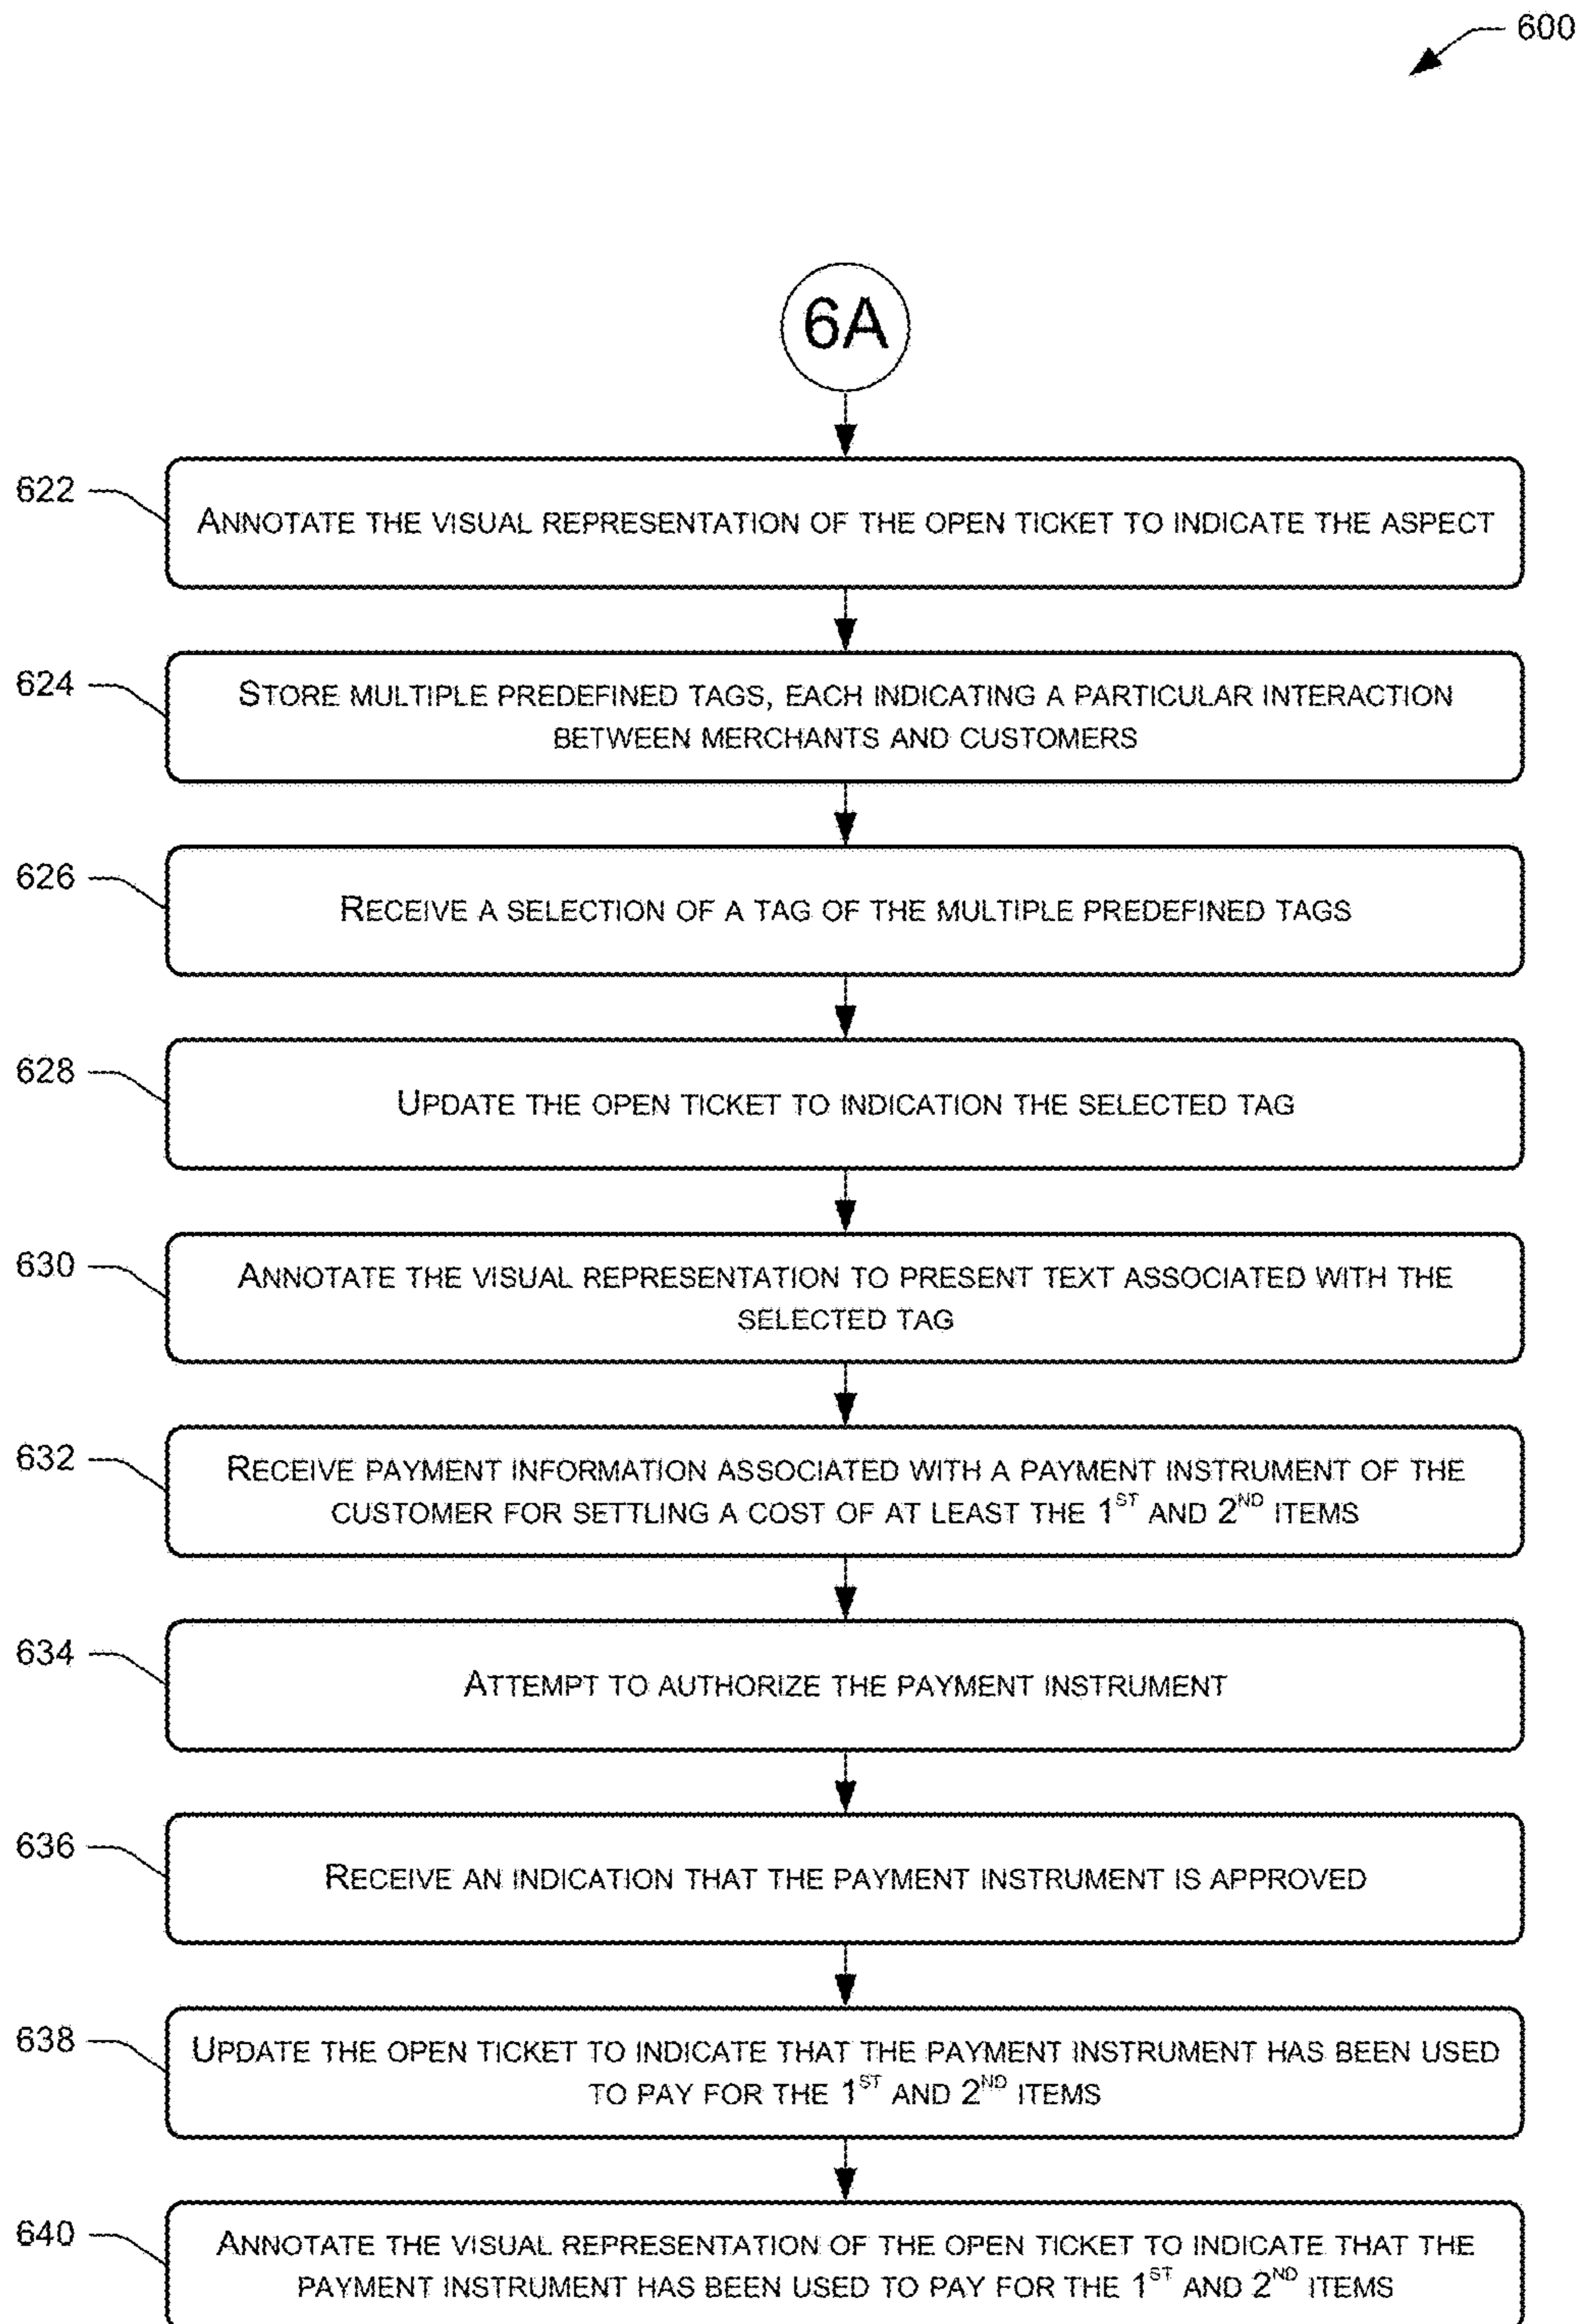 600
6A
622
ANNOTATE THE VISUAL REPRESENTATION OF THE OPEN TICKET TO INDICATE THE ASPECT
624
STORE MULTIPLE PREDEFINED TAGS, EACH INDICATING A PARTICULAR INTERACTION
BETWEEN MERCHANTS AND CUSTOMERS
626
RECEIVE A SELECTION OF A TAG OF THE MULTIPLE PREDEFINED TAGS
628
UPDATE THE OPEN TICKET TO INDICATION THE SELECTED TAG
630
ANNOTATE THE VISUAL REPRESENTATION TO PRESENT TEXT ASSOCIATED WITH THE
SELECTED TAG
632
RECEIVE PAYMENT INFORMATION ASSOCIATED WITH A PAYMENT INSTRUMENT OF THE
CUSTOMER FOR SETTLING A COST OF AT LEAST THE 1ST AND 2ND ITEMS
634
ATTEMPT TO AUTHORIZE THE PAYMENT INSTRUMENT
636
RECEIVE AN INDICATION THAT THE PAYMENT INSTRUMENT IS APPROVED
638
UPDATE THE OPEN TICKET TO INDICATE THAT THE PAYMENT INSTRUMENT HAS BEEN USED
TO PAY FOR THE 1ST AND 2ND ITEMS
640
ANNOTATE THE VISUAL REPRESENTATION OF THE OPEN TICKET TO INDICATE THAT THE
PAYMENT INSTRUMENT HAS BEEN USED TO PAY FOR THE 1ST AND 2ND ITEMS